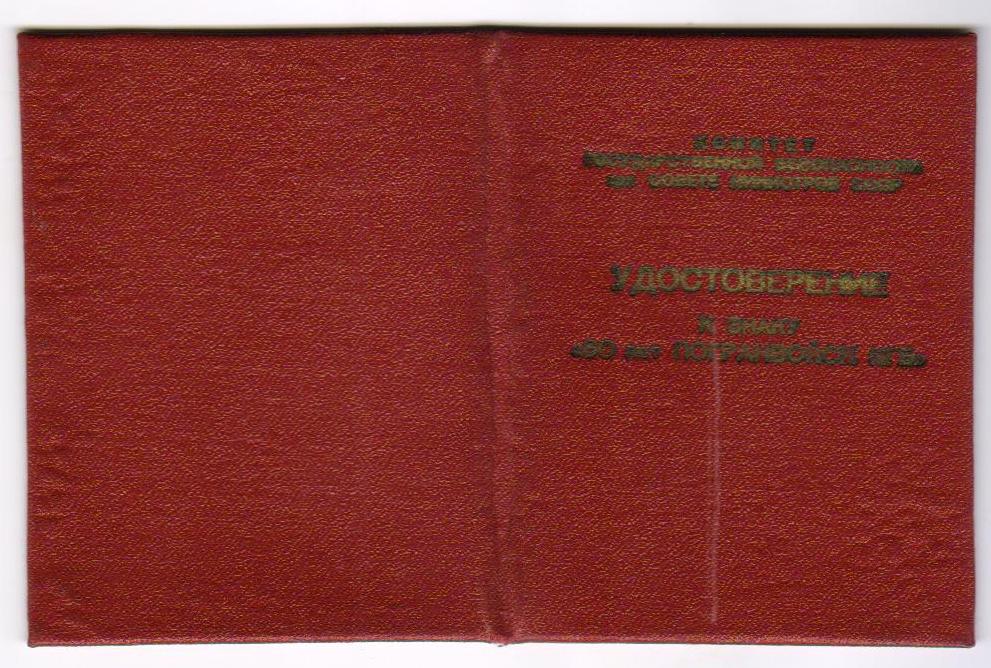 КОМИТЕТ
ГОСУДАРСТВЕННОЙ БЕЗОПАСНОСТИ
ПРИ СОВЕТЕ МИНИСТРОВ СССР
УДОСТОВЕРЕНИЕ
К ЗНАКУ
лет ПОГРАНВОЙСК КГБ»